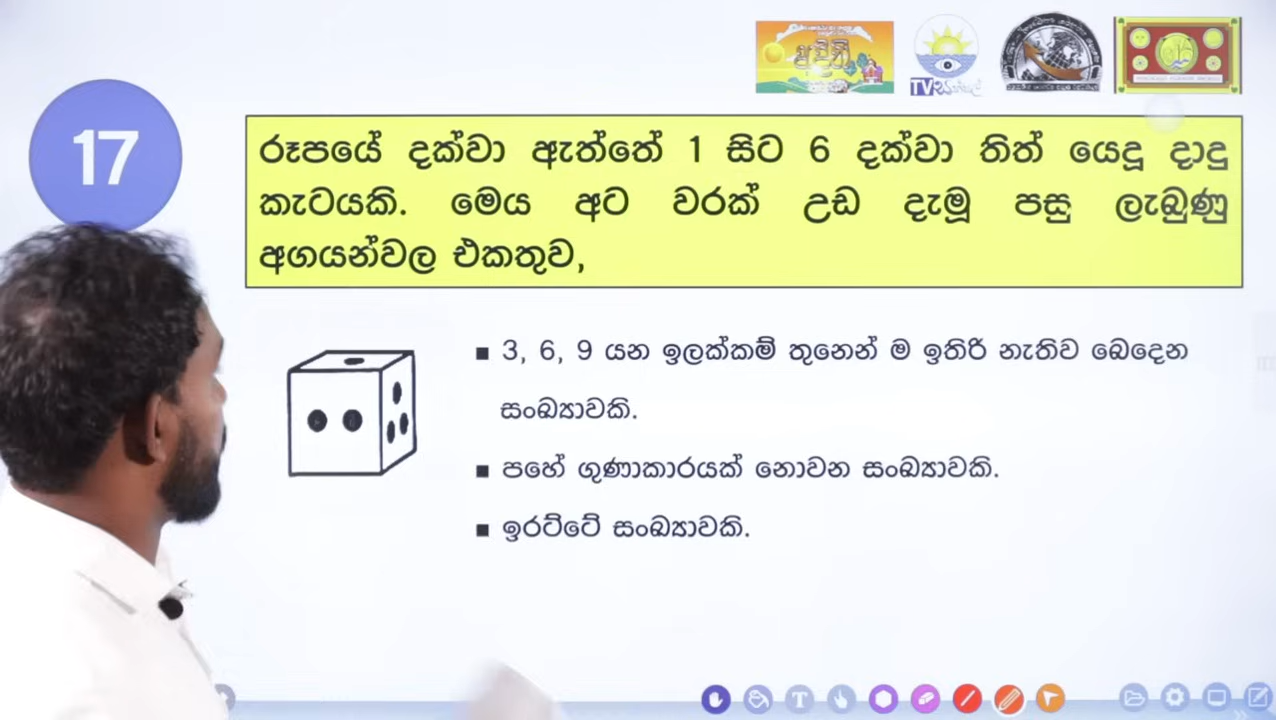 17
රූපයේ දක්වා ඇත්තේ 1 සිට 6 දක්වා තිත් යෙදූ දාදු
කැටයකි. මෙය අට වරක් උඩ දැමූ පසු ලැබුණු
අගයන්වල එකතුව,
▪ 3, 6, 9 යන ඉලක්කම් තුනෙන් ම ඉතිරි නැතිව බෙදෙන
සංඛ්‍යාවකි.
▪ පහේ ගුණාකාරයක් නොවන සංඛ්‍යාවකි.
▪ ඉරට්ටේ සංඛ්‍යාවකි.